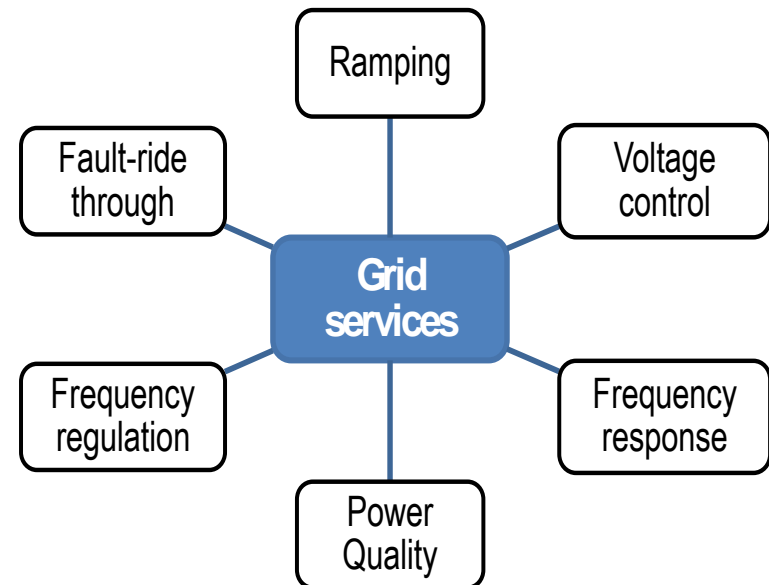 Ramping
Fault-ride
through
Voltage
control
Grid
services
Frequency
regulation
Frequency
response
Power
Quality